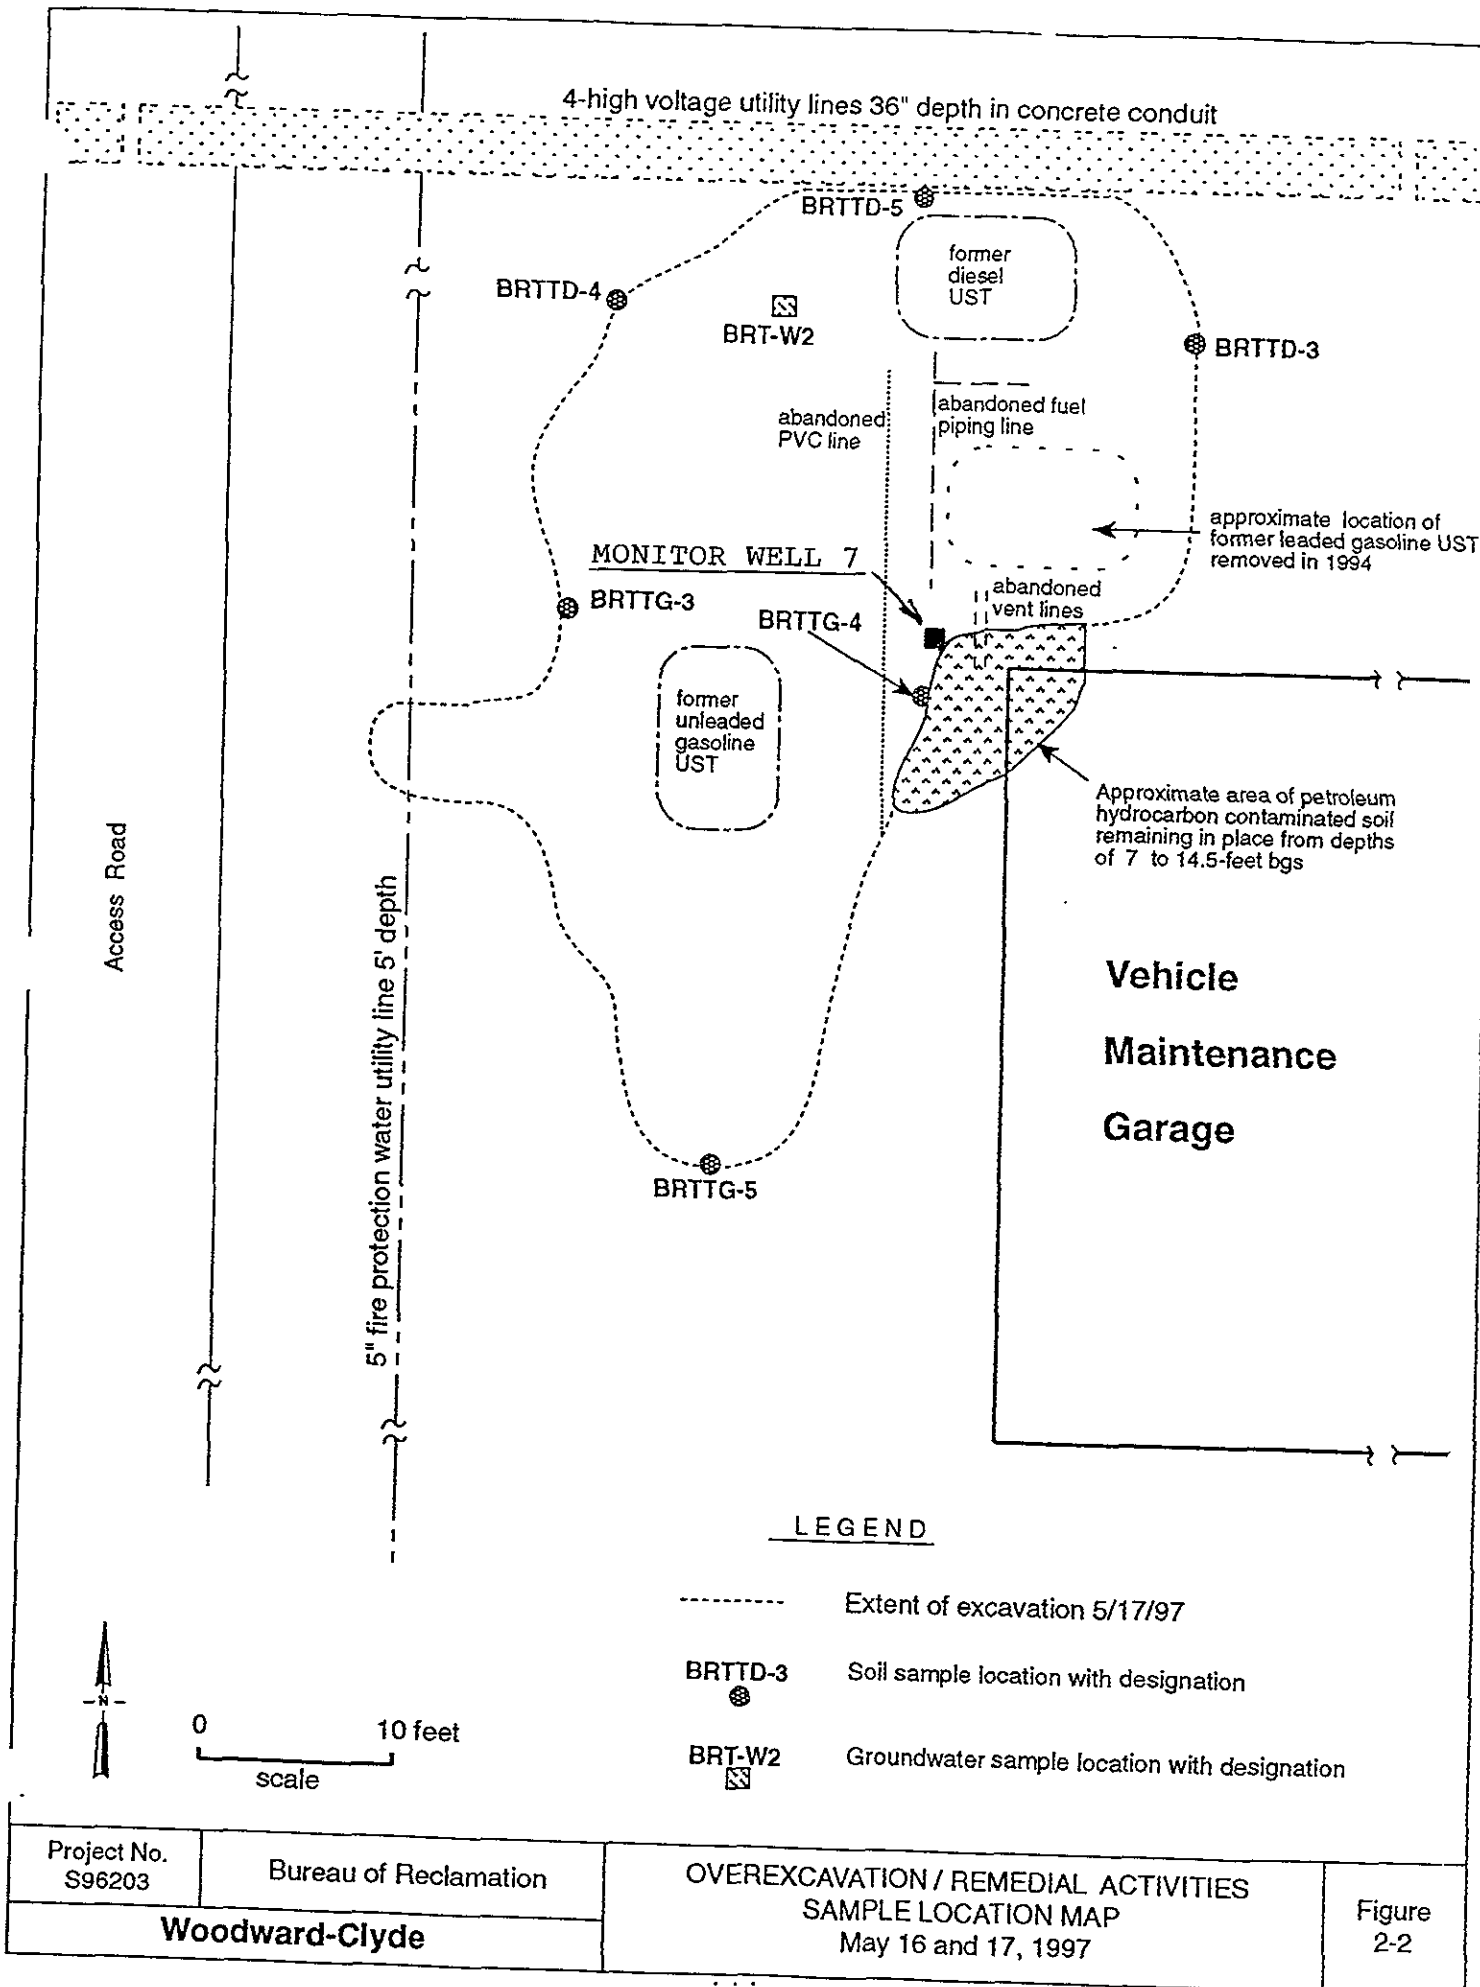 4-high voltage utility lines 36" depth in concrete conduit
BRTTD-5
former
diesel
UST
BRTTD-4
BRT-W2
BRTTD-3
abandoned
PVC line
abandoned fuel
piping line
approximate location of
former leaded gasoline UST
removed in 1994
MONITOR WELL 7
abandoned
vent lines
BRTTG-3
BRTTG-4
former
unleaded
gasoline
UST
Approximate area of petroleum
hydrocarbon contaminated soil
remaining in place from depths
of 7 to 14.5-feet bgs
Access Road
5" fire protection water utility line 5' depth
Vehicle
Maintenance
Garage
BRTTG-5
LEGEND
Extent of excavation 5/17/97
BRTTD-3
Soil sample location with designation
BRT-W2
Groundwater sample location with designation
N
0
10 feet
scale
Project No.
S96203
Bureau of Reclamation
Woodward-Clyde
OVEREXCAVATION / REMEDIAL ACTIVITIES
SAMPLE LOCATION MAP
May 16 and 17, 1997
Figure
2-2